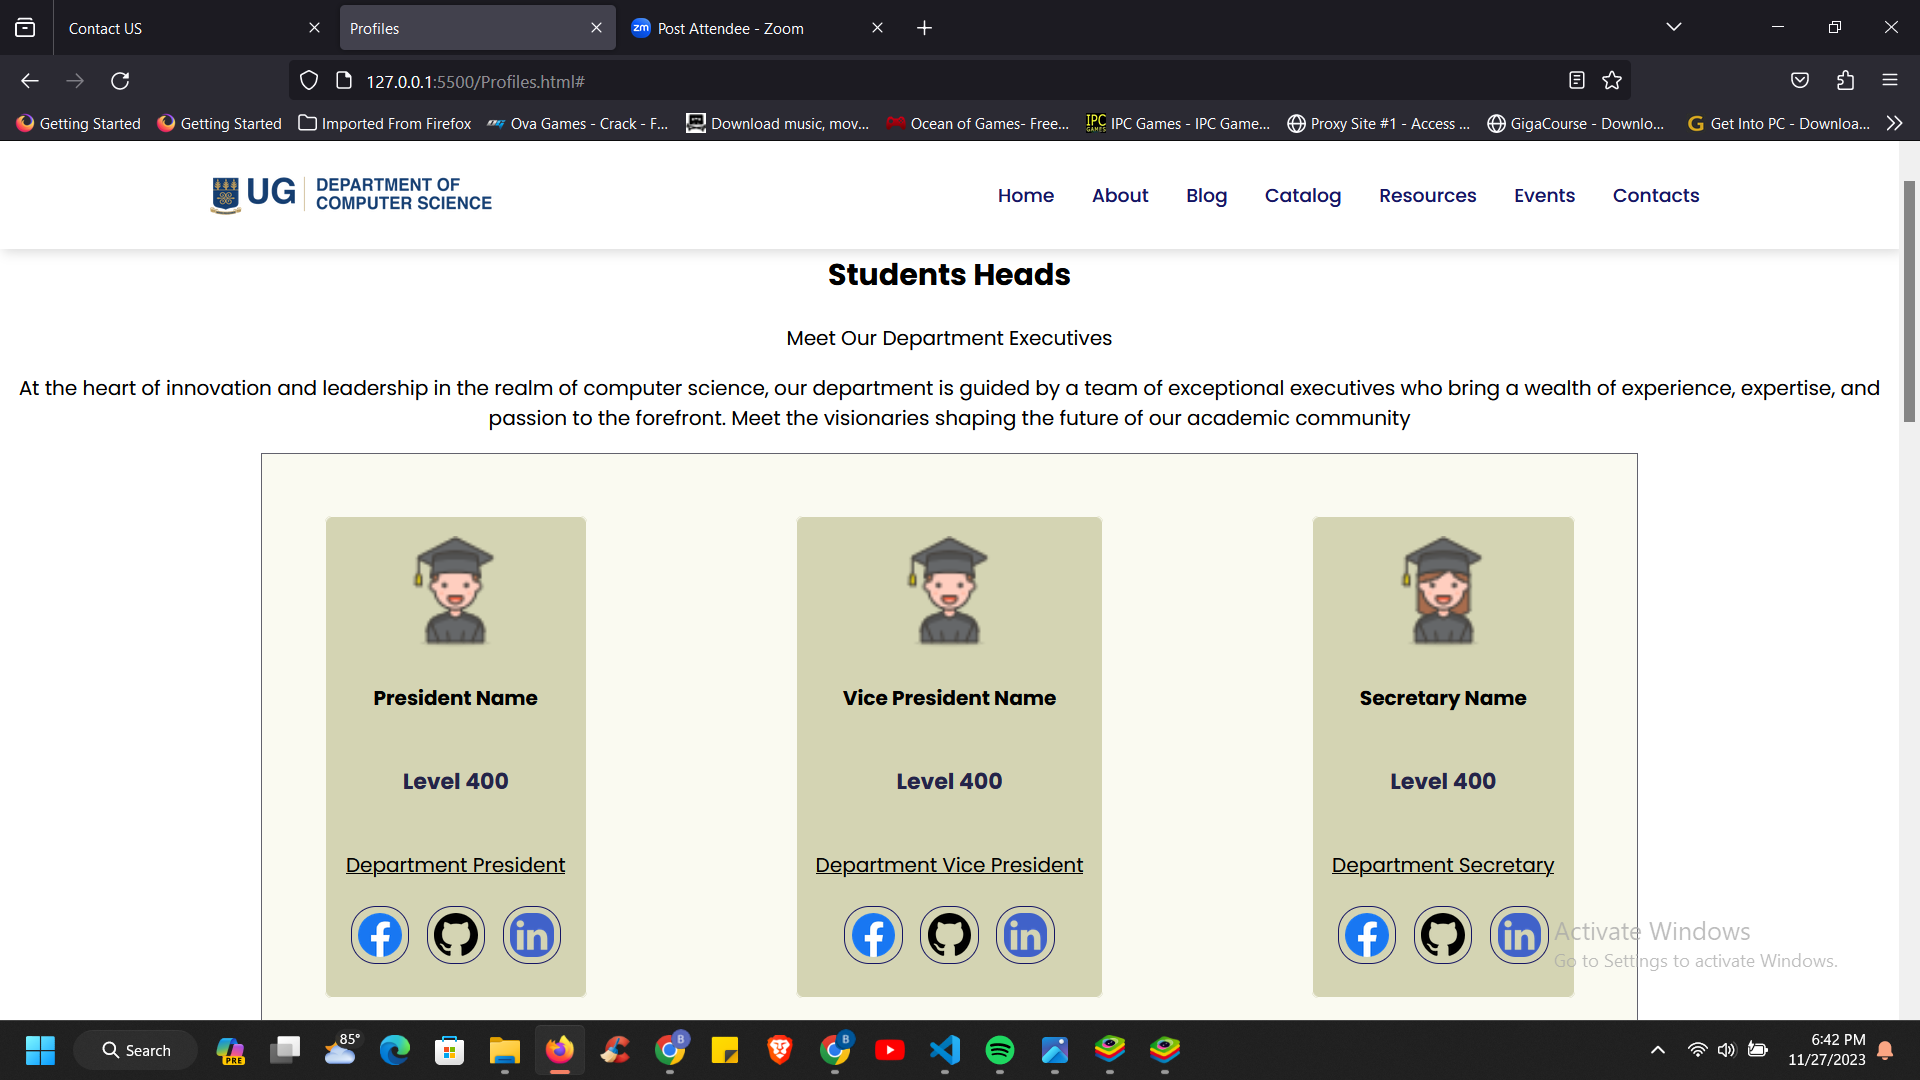 Contact US
Profiles
zm Post Attendee - Zoom
127.0.0.1:5500/Profiles.html#
Getting Started
Getting Started
Imported From Firefox
Ova Games - Crack - F...
Download music, mov...
Ocean of Games- Free...
IPC GAMES IPC Games - IPC Game...
Proxy Site #1 - Access ...
GigaCourse - Downlo...
G Get Into PC - Downloa...
UG DEPARTMENT OF
COMPUTER SCIENCE
Home About Blog Catalog Resources Events Contacts
Students Heads
Meet Our Department Executives
At the heart of innovation and leadership in the realm of computer science, our department is guided by a team of exceptional executives who bring a wealth of experience, expertise, and
passion to the forefront. Meet the visionaries shaping the future of our academic community
President Name
Level 400
Department President
in
Vice President Name
Level 400
Department Vice President
in
Secretary Name
Level 400
Department Secretary
in
Activate Windows
Go to Settings to activate Windows.
Search
PRE
85°
B
B
6:42 PM
11/27/2023